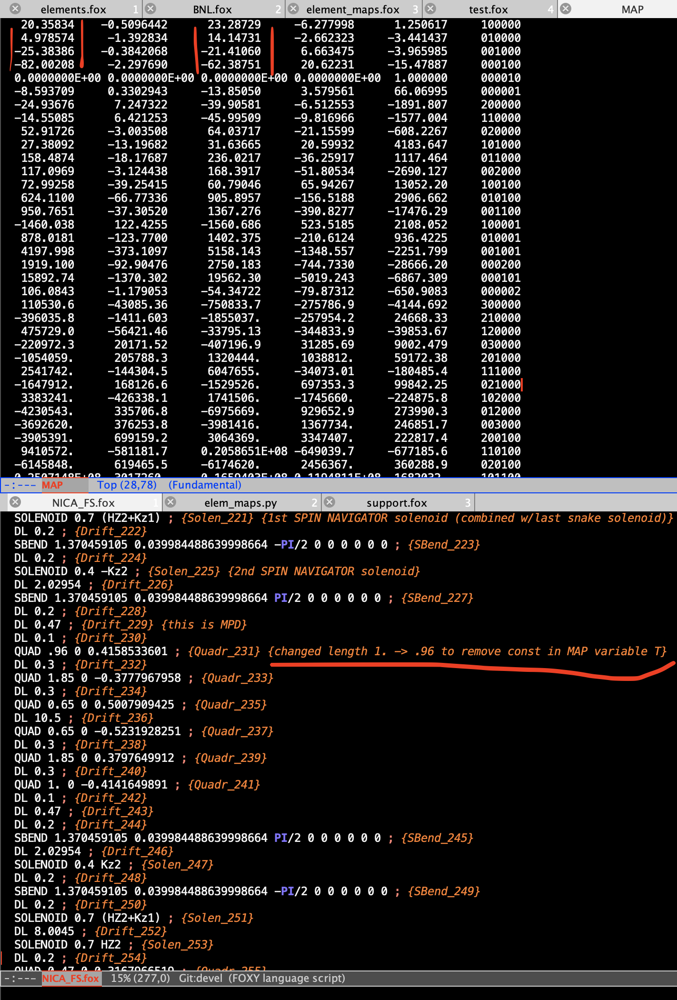 elements.fox 1 BNL.fox 2 element_maps.fox 3 test.fox 4 MAP
20.35834 -0.5096442 23.28729 -6.277998 1.250617 100000
4.978574 -1.392834 14.14731 -2.662323 -3.441437 010000
-25.38386 -0.3842068 -21.41060 6.663475 -3.965985 001000
-82.00208 -2.297690 -62.38751 20.62231 -15.47887 000100
0.0000000E+00 0.0000000E+00 0.0000000E+00 0.0000000E+00 1.000000 000010
-8.593709 0.3302943 -13.85050 3.579561 66.06995 000001
-24.93676 7.247322 -39.90581 -6.512553 -1891.807 200000
-14.55085 6.421253 -45.99509 -9.816966 -1577.004 110000
52.91726 -3.003508 64.03717 -21.15599 -608.2267 020000
27.38092 -13.19682 31.63665 20.59932 4183.647 101000
158.4874 -18.17687 236.0217 -36.25917 1117.464 011000
117.0969 -3.124438 168.3917 -51.80534 -2690.127 002000
72.99258 -39.25415 60.79046 65.94267 13052.20 100100
624.1100 -66.77336 905.8957 -156.5188 2906.662 010100
950.7651 -37.30520 1367.276 -390.8277 -17476.29 001100
-1460.038 122.4255 -1560.686 523.5185 2108.052 100001
878.0181 -123.7700 1402.375 -210.6124 936.4225 010001
4197.998 -373.1097 5158.143 -1348.557 -2251.799 001001
1919.100 -92.90476 2750.183 -744.7330 -28666.20 000200
15892.74 -1370.302 19562.30 -5019.243 -6867.309 000101
106.0843 -1.179053 -54.34722 -79.87312 -650.9083 000002
110530.6 -43085.36 -750833.7 -275786.9 -4144.692 300000
-396035.8 -1411.603 -1855037. -257954.2 24668.33 210000
475729.0 -56421.46 -33795.13 -344833.9 -39853.67 120000
-220972.3 20171.52 -407196.9 31285.69 9002.479 030000
-1054059. 205788.3 1320444. 1038812. 59172.38 201000
2541742. -144304.5 6047655. -34073.01 -180485.4 111000
-1647912. 168126.6 -1529526. 697353.3 99842.25 021000
3383241. -426338.1 1741506. -1745660. -224875.8 102000
-4230543. 335706.8 -6975669. 929652.9 273990.3 012000
-3692620. 376253.8 -3981416. 1367734. 246851.7 003000
-3905391. 699159.2 3064369. 3347407. 222817.4 200100
9410572. -581181.7 0.2058651E+08 -649039.7 -677185.6 110100
-6145848. 619465.5 -6174620. 2456367. 360288.9 020100
-:--- MAP Top (28,78) (Fundamental)
NICA_FS.fox 1 elem_maps.py 2 support.fox 3
SOLENOID 0.7 (HZ2+Kz1) ; {Solen_221} {1st SPIN NAVIGATOR solenoid (combined w/last snake solenoid)}
DL 0.2 ; {Drift_222}
SBEND 1.370459105 0.039984488639998664 -PI/2 0 0 0 0 0 0 ; {SBend_223}
DL 0.2 ; {Drift_224}
SOLENOID 0.4 -Kz2 ; {Solen_225} {2nd SPIN NAVIGATOR solenoid}
DL 2.02954 ; {Drift_226}
SBEND 1.370459105 0.039984488639998664 PI/2 0 0 0 0 0 0 ; {SBend_227}
DL 0.2 ; {Drift_228}
DL 0.47 ; {Drift_229} {this is MPD}
DL 0.1 ; {Drift_230}
QUAD .96 0 0.4158533601 ; {Quadr_231} {changed length 1. -> .96 to remove const in MAP variable T}
DL 0.3 ; {Drift_232}
QUAD 1.85 0 -0.3777967958 ; {Quadr_233}
DL 0.3 ; {Drift_234}
QUAD 0.65 0 0.5007909425 ; {Quadr_235}
DL 10.5 ; {Drift_236}
QUAD 0.65 0 -0.5231928251 ; {Quadr_237}
DL 0.3 ; {Drift_238}
QUAD 1.85 0 0.3797649912 ; {Quadr_239}
DL 0.3 ; {Drift_240}
QUAD 1. 0 -0.4141649891 ; {Quadr_241}
DL 0.1 ; {Drift_242}
DL 0.47 ; {Drift_243}
DL 0.2 ; {Drift_244}
SBEND 1.370459105 0.039984488639998664 PI/2 0 0 0 0 0 0 ; {SBend_245}
DL 2.02954 ; {Drift_246}
SOLENOID 0.4 Kz2 ; {Solen_247}
DL 0.2 ; {Drift_248}
SBEND 1.370459105 0.039984488639998664 -PI/2 0 0 0 0 0 0 ; {SBend_249}
DL 0.2 ; {Drift_250}
SOLENOID 0.7 (HZ2+Kz1) ; {Solen_251}
DL 8.0045 ; {Drift_252}
SOLENOID 0.7 HZ2 ; {Solen_253}
DL 0.2 ; {Drift_254}
QUAD 0.47 0 0.3167966519 ; {Quadr_255}
-:--- NICA_FS.fox 15% (277,0) Git:devel (FOXY language script)